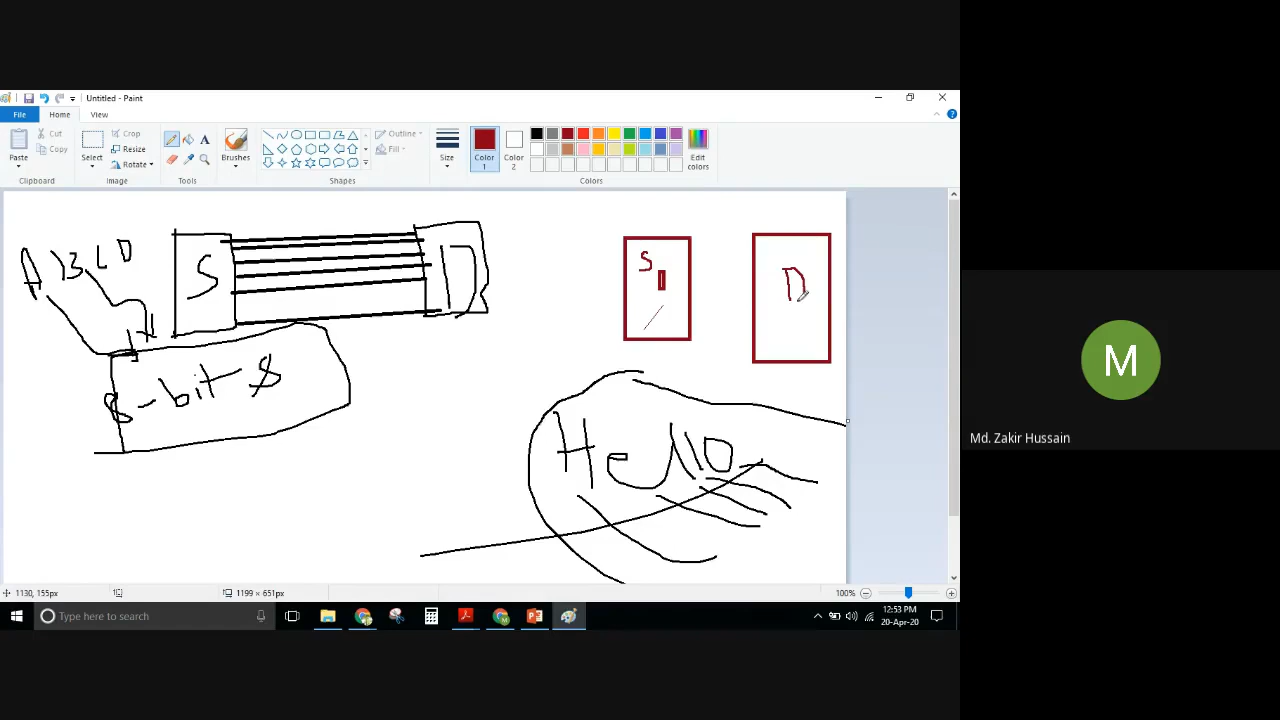 Untitled - Paint
File
Home
View
Paste
Cut
Copy
Clipboard
Select
Crop
Resize
Rotate
Image
Tools
Brushes
Shapes
Outline
Fill
Size
Color 1
Color 2
Edit colors
Colors
A B C D
S
D
8-bit
S
D
Hello
1130, 155px
1199 × 651px
100%
Type here to search
12:53 PM
20-Apr-20
M
Md. Zakir Hussain